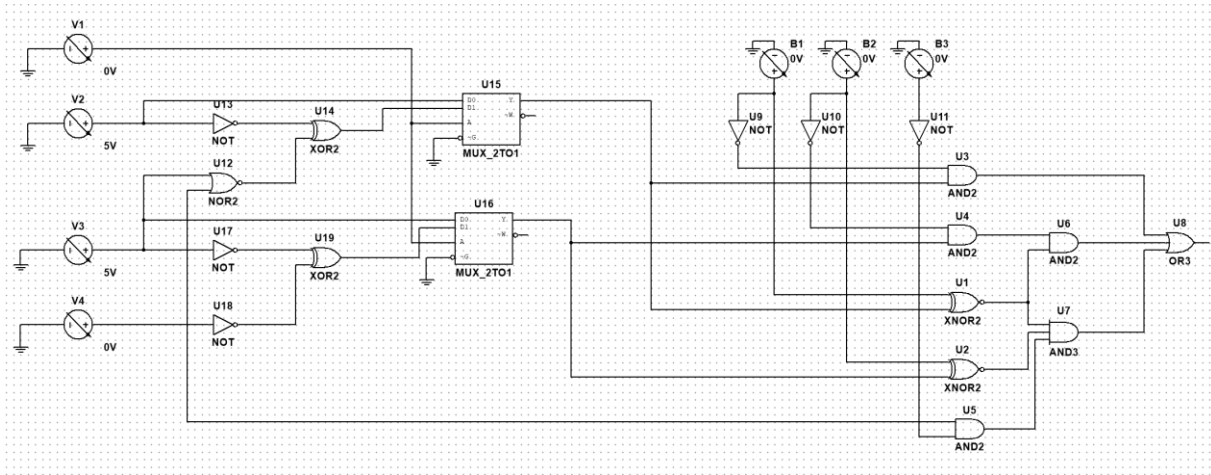 V1
0V
V2
5V
U13
NOT
U14
XOR2
U12
NOR2
V3
5V
U17
NOT
U19
XOR2
V4
0V
U18
NOT
U15
D0
D1
A
~G
Y
~W
MUX_2TO1
U16
D0
D1
A
~G
Y
~W
MUX_2TO1
B1
0V
B2
0V
B3
0V
U9
NOT
U10
NOT
U11
NOT
U3
AND2
U4
AND2
U6
AND2
U8
OR3
U1
XNOR2
U7
AND3
U2
XNOR2
U5
AND2